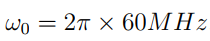 ω₀ = 2π × 60MHz